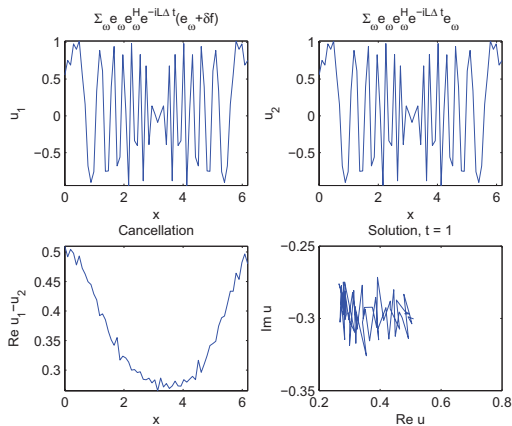 Σ_ω e_ω e_ω^H e^{-iLΔ t}(e_ω+δf)
u_1
1
0.5
0
−0.5
0 2 4 6
x
Σ_ω e_ω e_ω^H e^{-iLΔ t} e_ω
u_2
1
0.5
0
−0.5
0 2 4 6
x
Cancellation
Re u_1−u_2
0.5
0.45
0.4
0.35
0.3
0 2 4 6
x
Solution, t = 1
Im u
−0.25
−0.3
−0.35
0.2 0.4 0.6 0.8
Re u